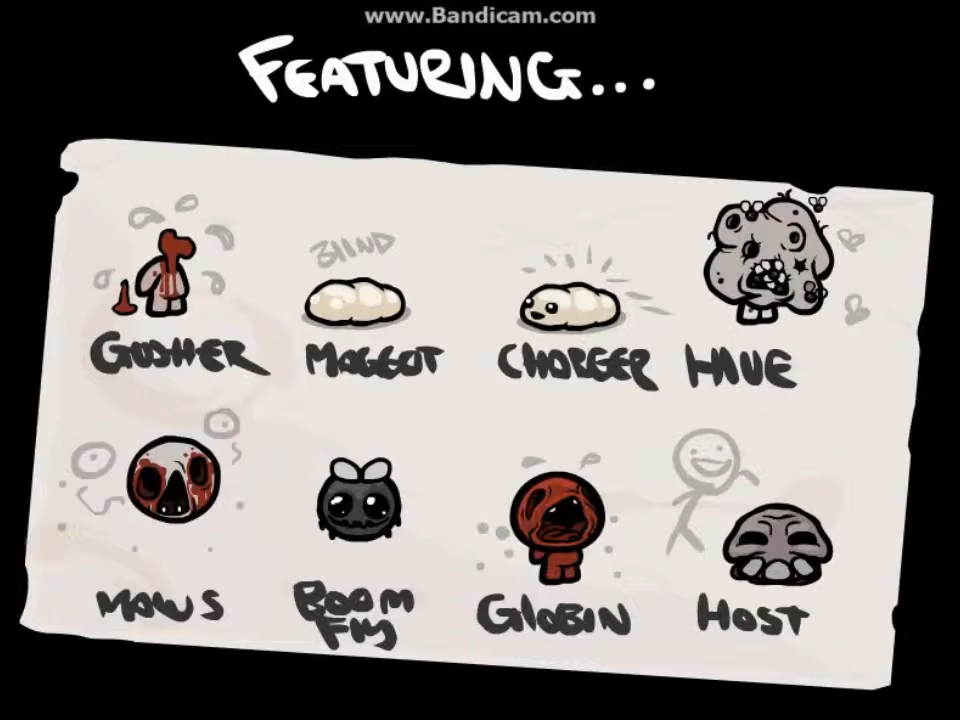 www.Bandicam.com
FEATURING...
BlIND
GUSHER
MAGGOT
CHARGER
HIVE
MAWS
BOOM
FlY
GlOBIN
HOST